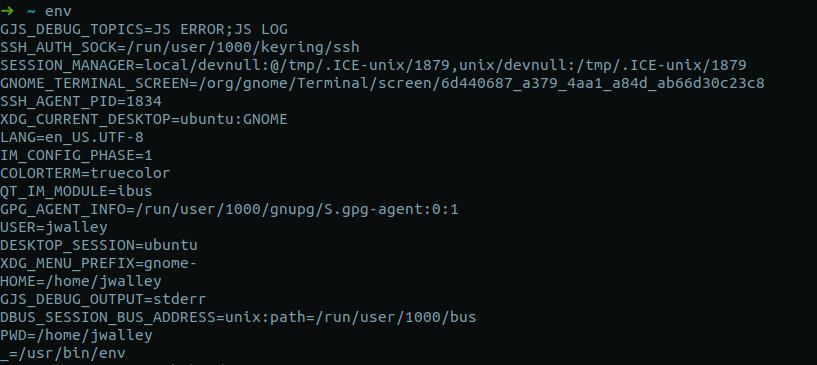 ➜ ~ env
GJS_DEBUG_TOPICS=JS ERROR;JS LOG
SSH_AUTH_SOCK=/run/user/1000/keyring/ssh
SESSION_MANAGER=local/devnull:@/tmp/.ICE-unix/1879,unix/devnull:/tmp/.ICE-unix/1879
GNOME_TERMINAL_SCREEN=/org/gnome/Terminal/screen/6d440687_a379_4aa1_a84d_ab66d30c23c8
SSH_AGENT_PID=1834
XDG_CURRENT_DESKTOP=ubuntu:GNOME
LANG=en_US.UTF-8
IM_CONFIG_PHASE=1
COLORTERM=truecolor
QT_IM_MODULE=ibus
GPG_AGENT_INFO=/run/user/1000/gnupg/S.gpg-agent:0:1
USER=jwalley
DESKTOP_SESSION=ubuntu
XDG_MENU_PREFIX=gnome-
HOME=/home/jwalley
GJS_DEBUG_OUTPUT=stderr
DBUS_SESSION_BUS_ADDRESS=unix:path=/run/user/1000/bus
PWD=/home/jwalley
_=/usr/bin/env